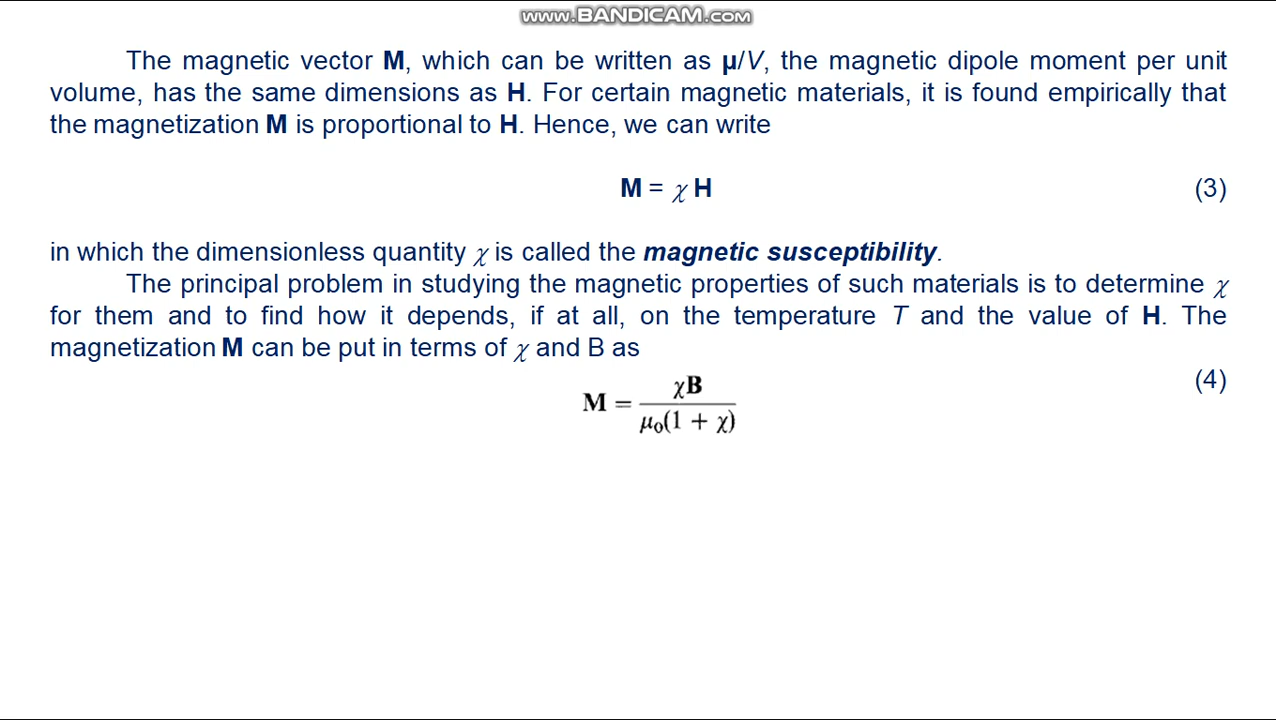 www.BANDICAM.com
The magnetic vector M, which can be written as μ/V, the magnetic dipole moment per unit
volume, has the same dimensions as H. For certain magnetic materials, it is found empirically that
the magnetization M is proportional to H. Hence, we can write
M = χ H (3)
in which the dimensionless quantity χ is called the magnetic susceptibility.
The principal problem in studying the magnetic properties of such materials is to determine χ
for them and to find how it depends, if at all, on the temperature T and the value of H. The
magnetization M can be put in terms of χ and B as
M = χB / μ₀(1 + χ) (4)